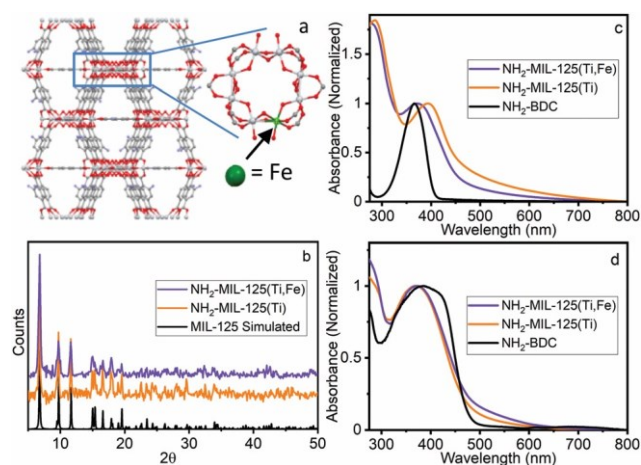 a
= Fe
b
NH₂-MIL-125(Ti,Fe)
NH₂-MIL-125(Ti)
MIL-125 Simulated
Counts
10
20
30
40
50
2θ
c
NH₂-MIL-125(Ti,Fe)
NH₂-MIL-125(Ti)
NH₂-BDC
Absorbance (Normalized)
1.5
1
0.5
0
300
400
500
600
700
800
Wavelength (nm)
d
NH₂-MIL-125(Ti,Fe)
NH₂-MIL-125(Ti)
NH₂-BDC
Absorbance (Normalized)
1
0.5
0
300
400
500
600
700
800
Wavelength (nm)